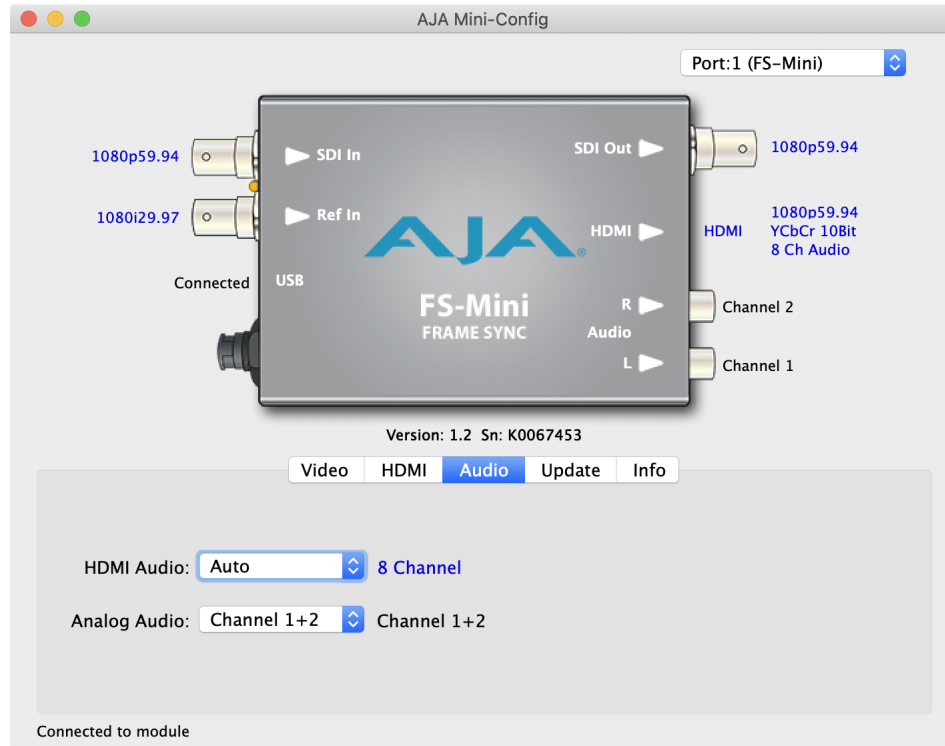 AJA Mini-Config
Port:1 (FS-Mini)
1080p59.94
SDI In
SDI Out
1080p59.94
1080i29.97
Ref In
AJA
HDMI
HDMI
1080p59.94
YCbCr 10Bit
8 Ch Audio
Connected
USB
FS-Mini
FRAME SYNC
R
Channel 2
Audio
L
Channel 1
Version: 1.2 Sn: K0067453
Video HDMI Audio Update Info
HDMI Audio: Auto 8 Channel
Analog Audio: Channel 1+2 Channel 1+2
Connected to module